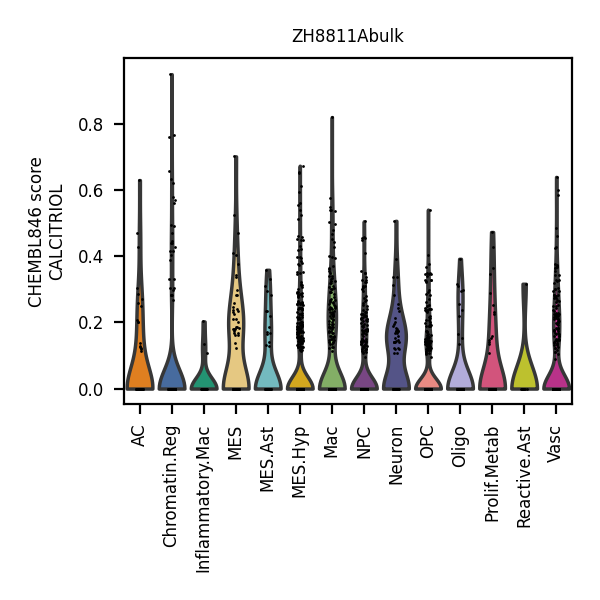 ZH8811Abulk
CHEMBL846 score
CALCITRIOL
0.8
0.6
0.4
0.2
0.0
AC
Chromatin.Reg
Inflammatory.Mac
MES
MES.Ast
MES.Hyp
Mac
NPC
Neuron
OPC
Oligo
Prolif.Metab
Reactive.Ast
Vasc